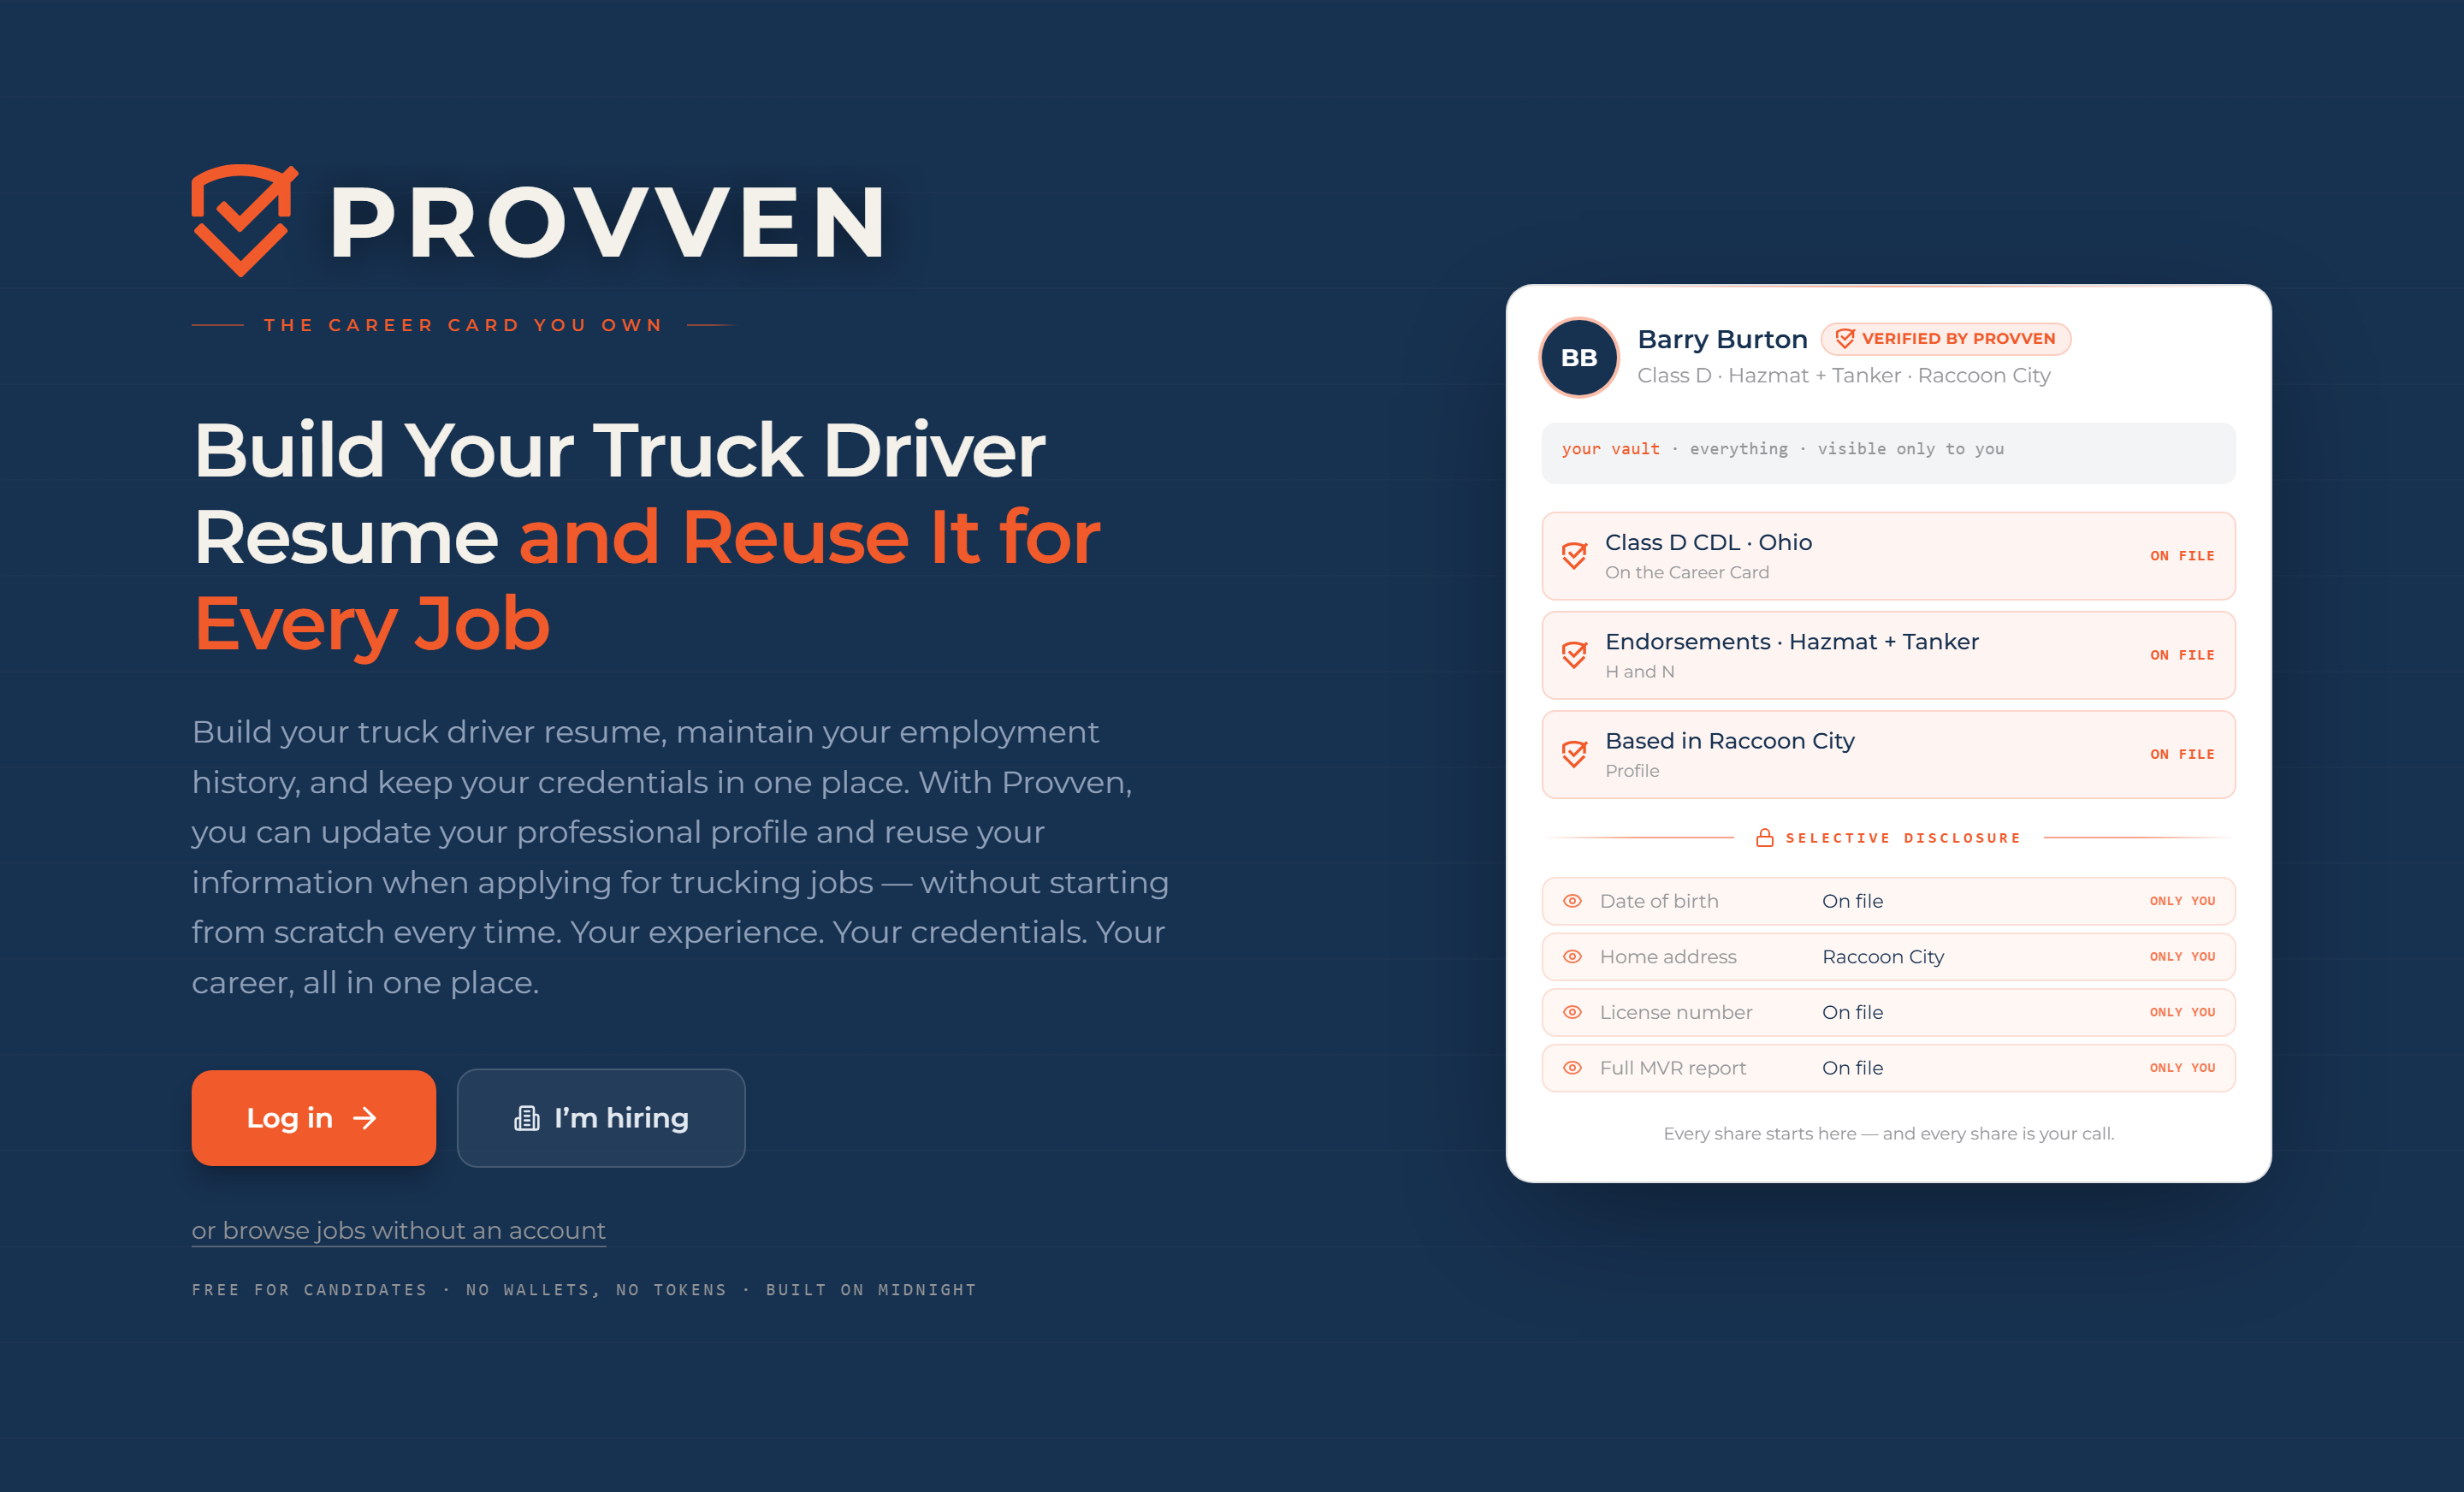 PROVVEN
THE CAREER CARD YOU OWN
Build Your Truck Driver
Resume and Reuse It for
Every Job
Build your truck driver resume, maintain your employment
history, and keep your credentials in one place. With Provven,
you can update your professional profile and reuse your
information when applying for trucking jobs — without starting
from scratch every time. Your experience. Your credentials. Your
career, all in one place.
Log in
I’m hiring
or browse jobs without an account
FREE FOR CANDIDATES · NO WALLETS, NO TOKENS · BUILT ON MIDNIGHT
BB
Barry Burton VERIFIED BY PROVVEN
Class D · Hazmat + Tanker · Raccoon City
your vault · everything · visible only to you
Class D CDL · Ohio
On the Career Card
ON FILE
Endorsements · Hazmat + Tanker
H and N
ON FILE
Based in Raccoon City
Profile
ON FILE
SELECTIVE DISCLOSURE
Date of birth On file ONLY YOU
Home address Raccoon City ONLY YOU
License number On file ONLY YOU
Full MVR report On file ONLY YOU
Every share starts here — and every share is your call.